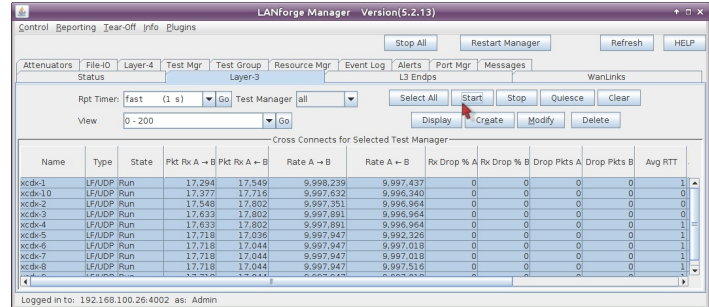 LANforge Manager Version(5.2.13)
Control Reporting Tear-Off Info Plugins
Stop All Restart Manager Refresh HELP
Attenuators File-IO Layer-4 Test Mgr Test Group Resource Mgr Event Log Alerts Port Mgr Messages
Status Layer-3 L3 Endps WanLinks
Rpt Timer: fast (1 s) Go Test Manager all Select All Start Stop Quiesce Clear
View 0 - 200 Go Display Create Modify Delete
Cross Connects for Selected Test Manager
Name Type State Pkt Rx A → B Pkt Rx A ← B Rate A → B Rate A ← B Rx Drop % A Rx Drop % B Drop Pkts A Drop Pkts B Avg RTT
xcdx-1 LF/UDP Run 17,294 17,549 9,998,239 9,997,437 0 0 0 0 1
xcdx-10 LF/UDP Run 17,377 17,716 9,997,632 9,996,340 0 0 0 0 0
xcdx-2 LF/UDP Run 17,548 17,802 9,997,351 9,996,964 0 0 0 0 0
xcdx-3 LF/UDP Run 17,633 17,802 9,997,891 9,996,964 0 0 0 0 0
xcdx-4 LF/UDP Run 17,633 17,802 9,997,891 9,996,964 0 0 0 0 1
xcdx-5 LF/UDP Run 17,718 17,036 9,997,947 9,992,326 0 0 0 0 1
xcdx-6 LF/UDP Run 17,718 17,044 9,997,947 9,997,018 0 0 0 0 1
xcdx-7 LF/UDP Run 17,718 17,044 9,997,947 9,997,018 0 0 0 0 1
xcdx-8 LF/UDP Run 17,718 17,044 9,997,947 9,997,516 0 0 0 0 1
Logged in to: 192.168.100.26:4002 as: Admin